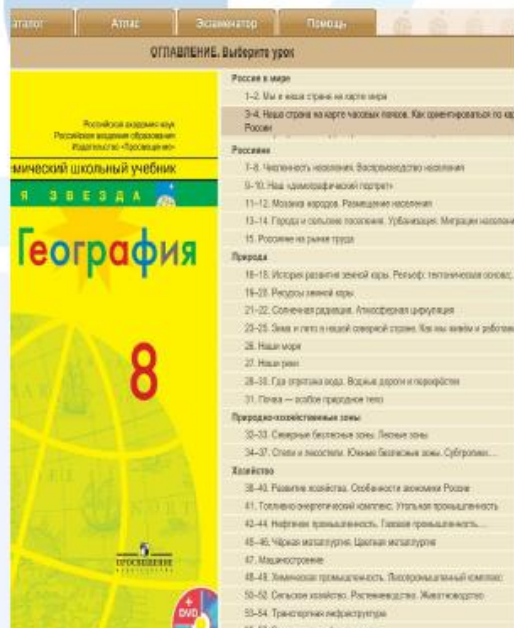 аталог Атлас Экзаменатор Помощь
ОГЛАВЛЕНИЕ. Выберите урок
Российская академия наук
Российская академия образования
Издательство «Просвещение»
мический школьный учебник
Я ЗВЕЗДА
География
8
ПРОСВЕЩЕНИЕ
ИЗДАТЕЛЬСТВО
+
DVD
Россия в мире
1–2. Мы и наша страна на карте мира
3–4. Наша страна на карте часовых поясов. Как ориентироваться по кар
России
Россияне
7–8. Численность населения. Воспроизводство населения
9–10. Наш «демографический портрет»
11–12. Мозаика народов. Размещение населения
13–14. Города и сельские поселения. Урбанизация. Миграции населени
15. Россияне на рынке труда
Природа
16–18. История развития земной коры. Рельеф: тектоническая основа;
19–20. Ресурсы земной коры
21–22. Солнечная радиация. Атмосферная циркуляция
23–25. Зима и лето в нашей северной стране. Как мы живём и работаем
26. Наши моря
27. Наши реки
28–30. Где спрятана вода. Водные дороги и перекрёстки
31. Почва — особое природное тело
Природно-хозяйственные зоны
32–33. Северные безлесные зоны. Лесные зоны
34–37. Степи и лесостепи. Южные безлесные зоны. Субтропики…
Хозяйство
38–40. Развитие хозяйства. Особенности экономики России
41. Топливно-энергетический комплекс. Угольная промышленность
42–44. Нефтяная промышленность. Газовая промышленность…
45–46. Чёрная металлургия. Цветная металлургия
47. Машиностроение
48–49. Химическая промышленность. Лесопромышленный комплекс
50–52. Сельское хозяйство. Растениеводство. Животноводство
53–54. Транспортная инфраструктура